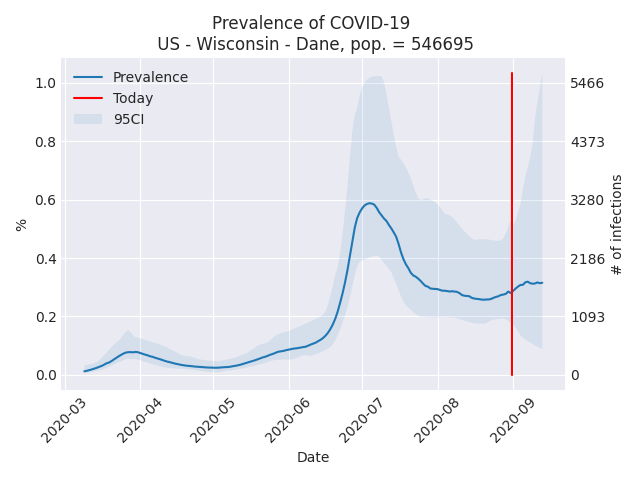 Prevalence of COVID-19
US - Wisconsin - Dane, pop. = 546695
Prevalence
Today
95CI
1.0
0.8
0.6
0.4
0.2
0.0
%
5466
4373
3280
2186
1093
0
# of infections
2020-03
2020-04
2020-05
2020-06
2020-07
2020-08
2020-09
Date